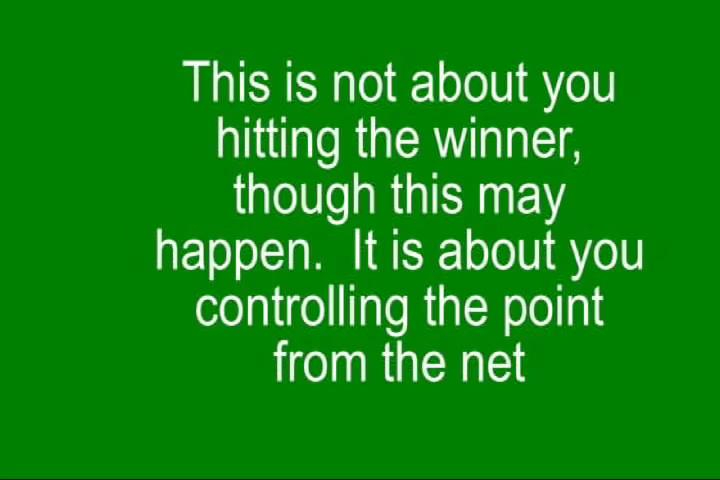 This is not about you
hitting the winner,
though this may
happen.  It is about you
controlling the point
from the net